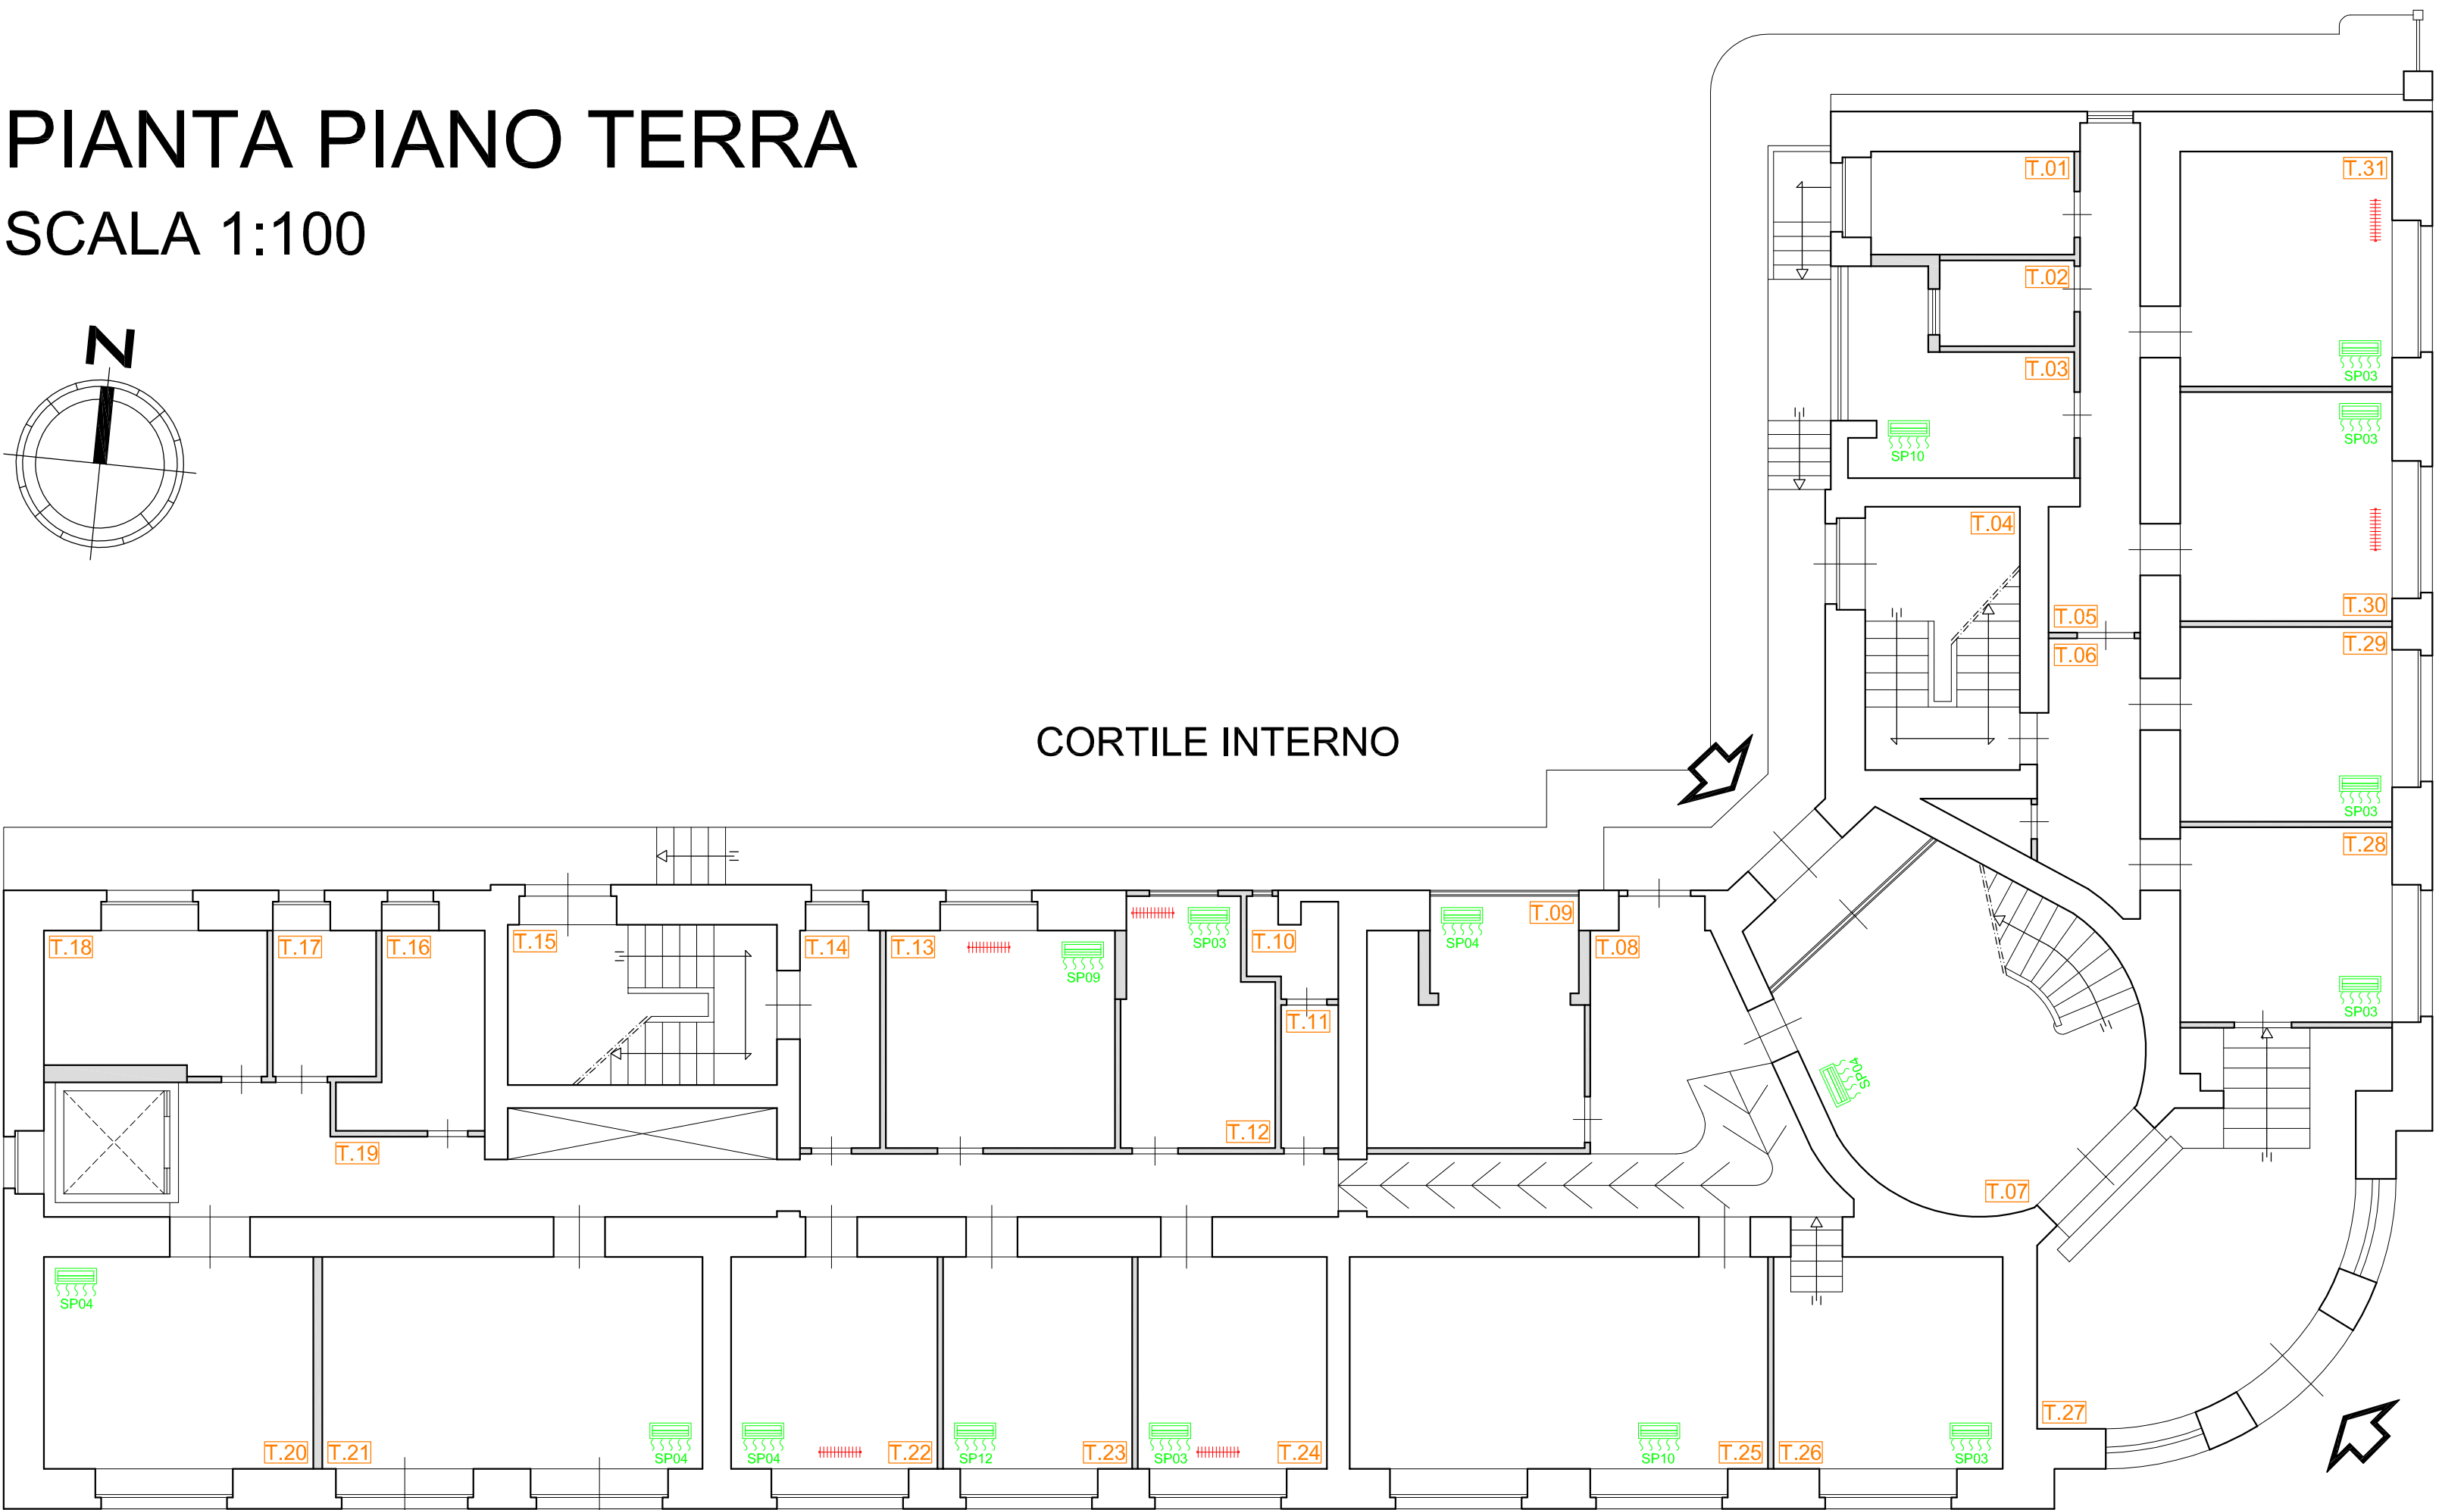 PIANTA PIANO TERRA
SCALA 1:100
N
CORTILE INTERNO
T.01
T.31
T.02
SP03
T.03
SP03
SP10
T.04
T.05
T.30
T.06
T.29
SP03
T.28
T.18
T.17
T.16
T.15
T.14
T.13
SP09
SP03
T.10
SP04
T.09
T.08
SP03
T.11
SP04
T.12
T.19
T.07
SP04
T.20
T.21
SP04
SP04
T.22
SP12
T.23
SP03
T.24
SP10
T.25
T.26
SP03
T.27